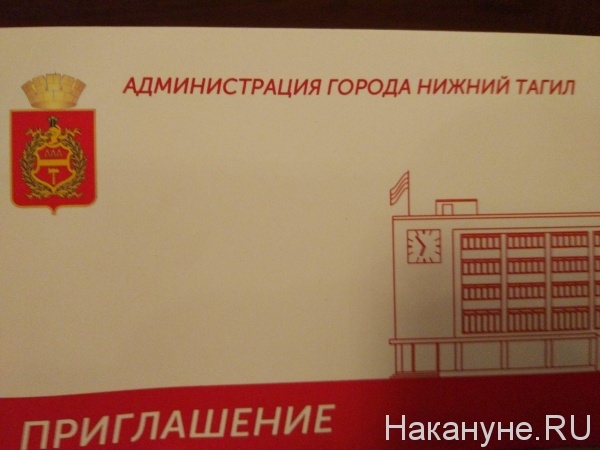 АДМИНИСТРАЦИЯ ГОРОДА НИЖНИЙ ТАГИЛ
ПРИГЛАШЕНИЕ
Накануне.RU